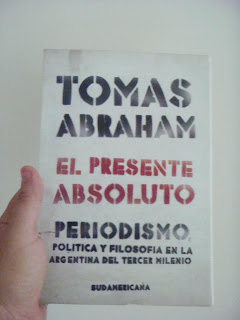 TOMAS
ABRAHAM
EL PRESENTE
ABSOLUTO
PERIODISMO,
POLITICA Y FILOSOFIA EN LA
ARGENTINA DEL TERCER MILENIO
SUDAMERICANA